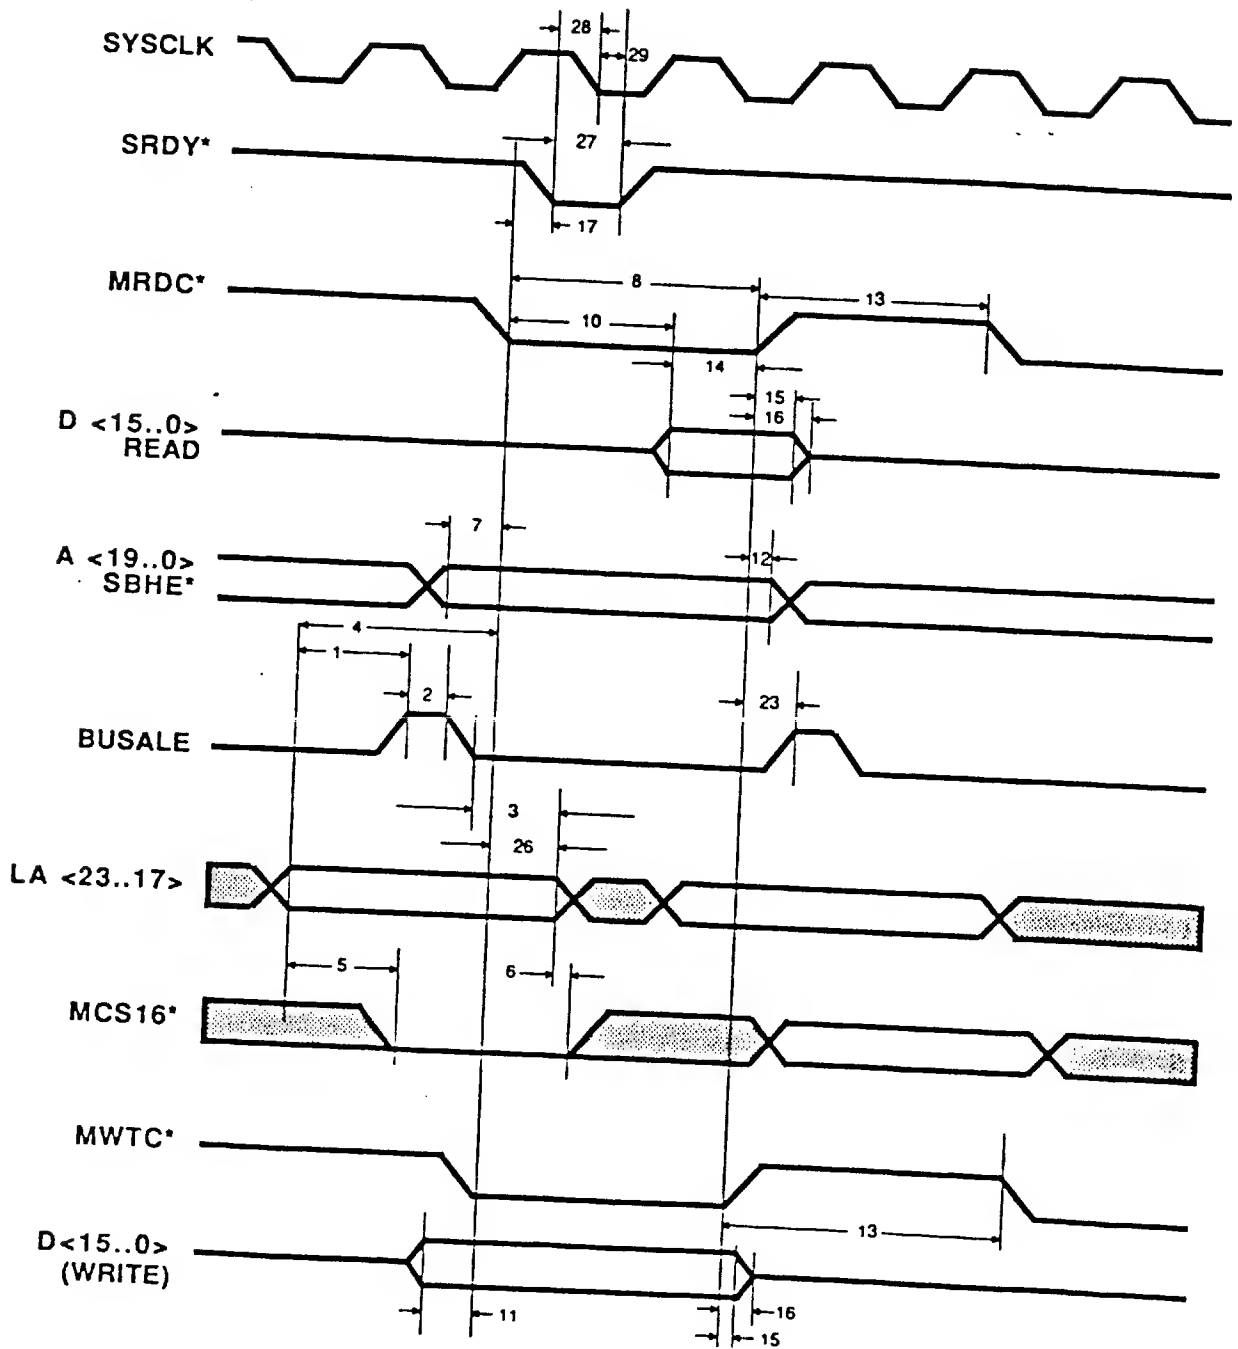 28
SYSCLK
29
SRDY*
27
17
MRDC*
8
13
10
14
15
16
D <15..0>
READ
7
A <19..0>
SBHE*
12
4
1
2
23
BUSALE
3
26
LA <23..17>
5
6
MCS16*
MWTC*
13
D<15..0>
(WRITE)
11
16
15